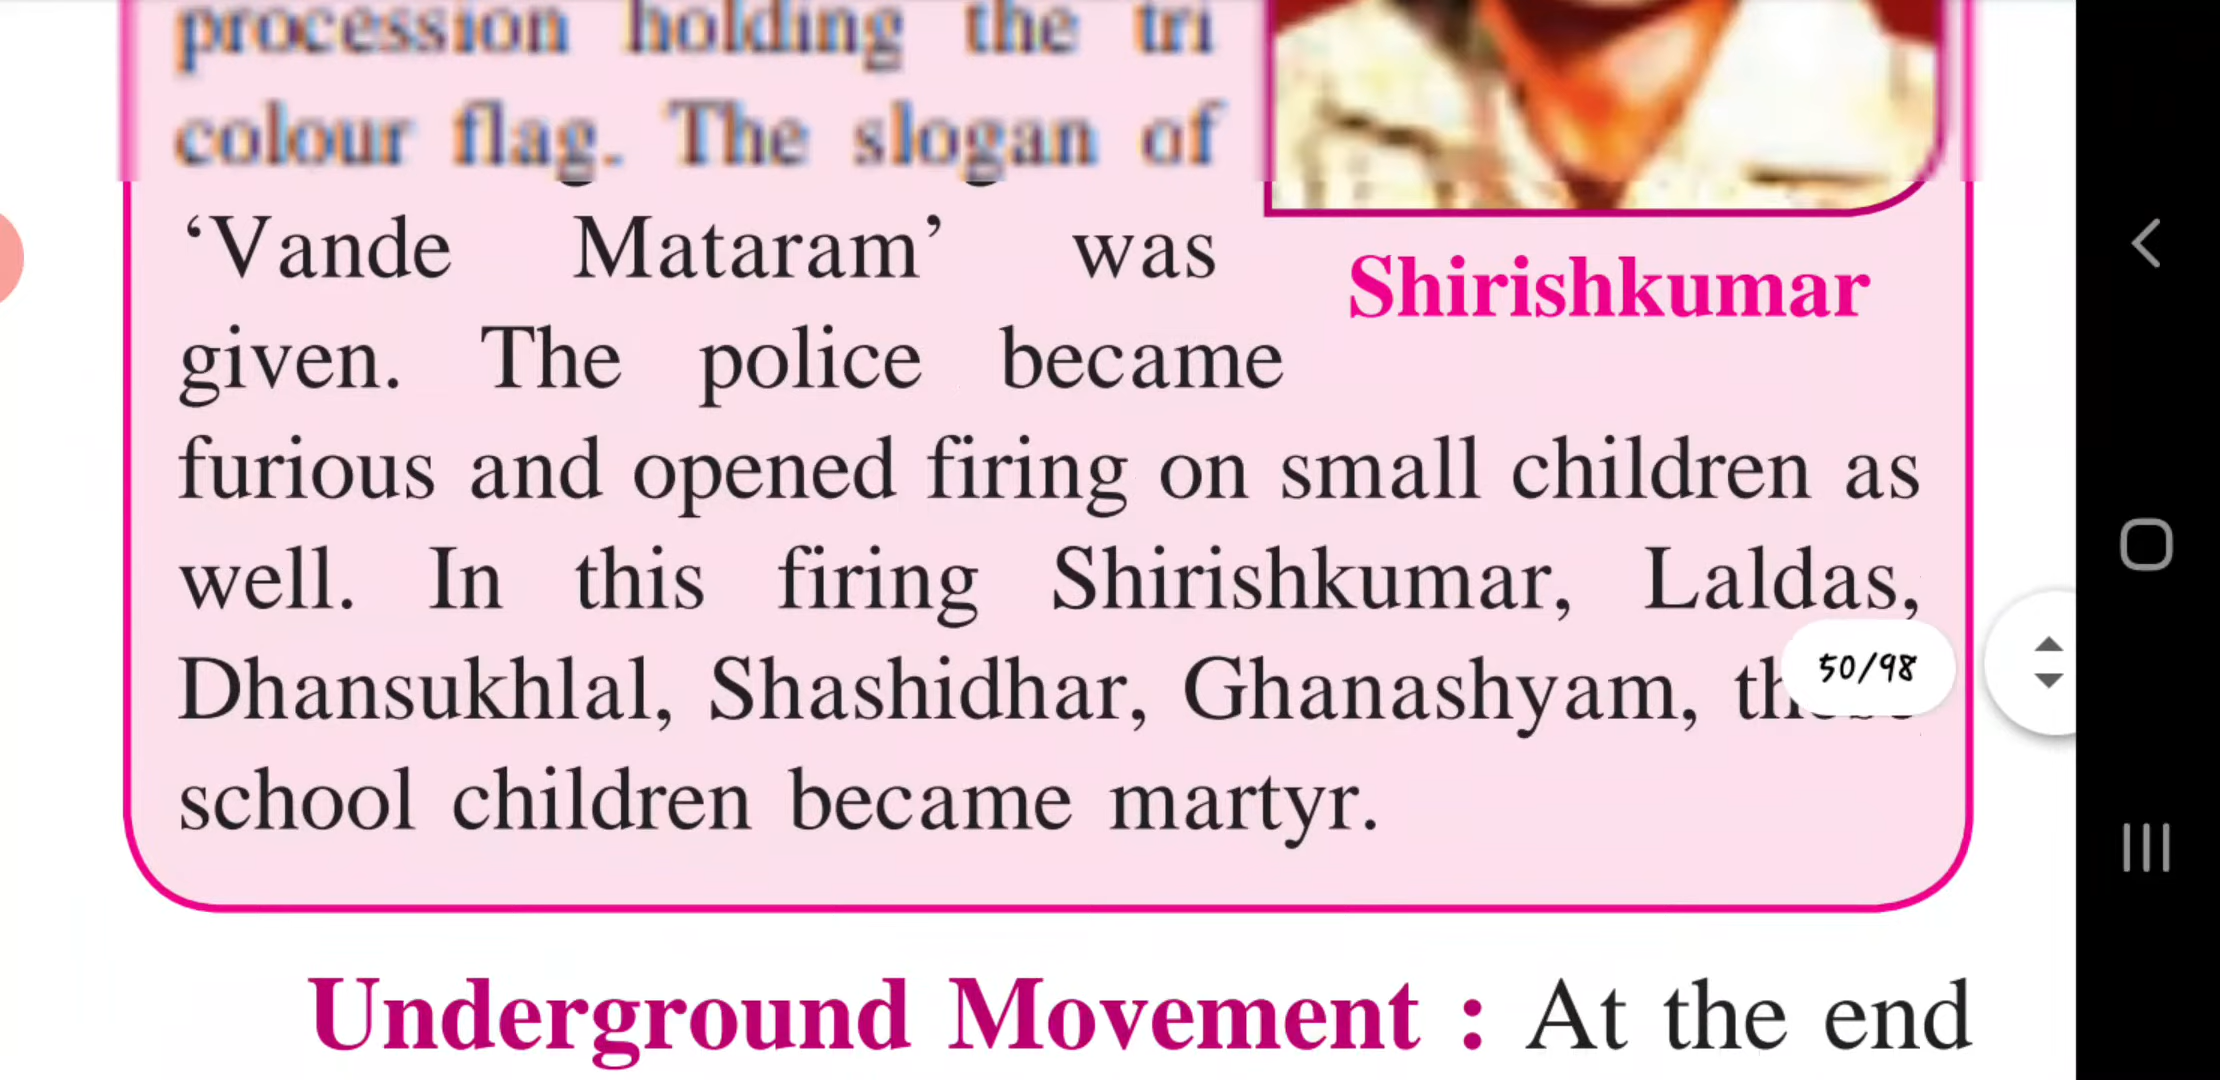 procession holding the tri
colour flag. The slogan of
‘Vande Mataram’ was
Shirishkumar
given. The police became
furious and opened firing on small children as
well. In this firing Shirishkumar, Laldas,
Dhansukhlal, Shashidhar, Ghanashyam,
50/98
school children became martyr.
Underground Movement : At the end